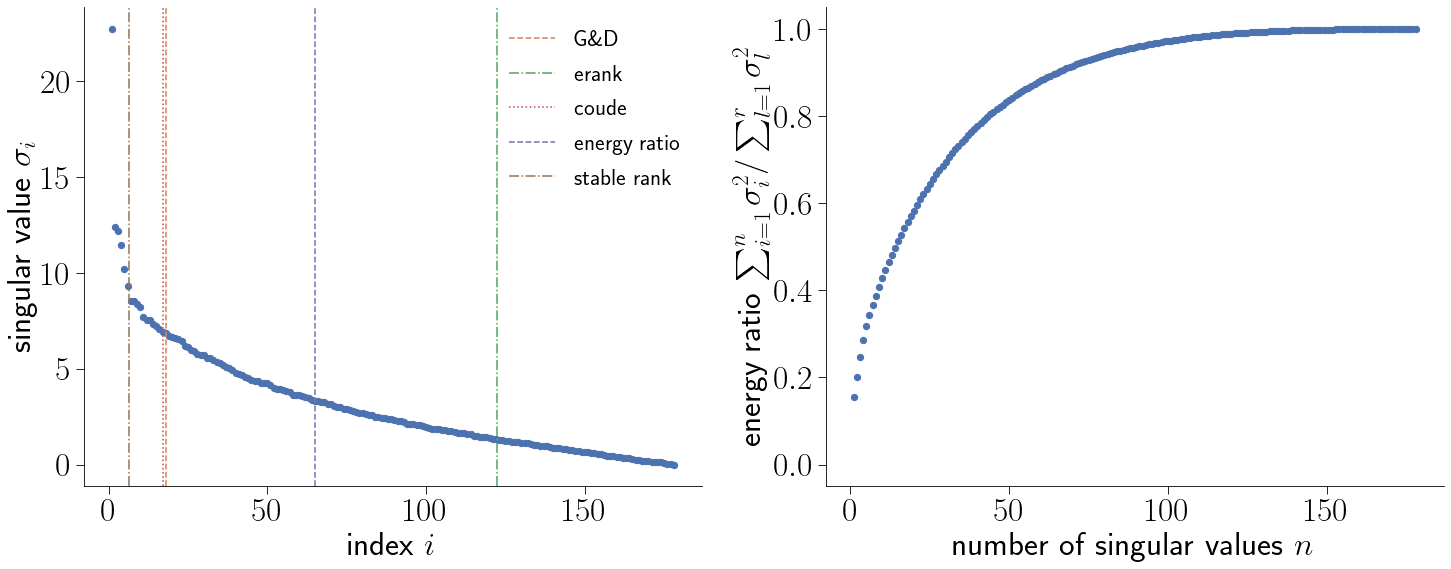 singular value σ_i
20
15
10
5
0
0 50 100 150
index i
G&D
erank
coude
energy ratio
stable rank
energy ratio ∑_{i=1}^{n} σ_i^2 / ∑_{l=1}^{r} σ_l^2
1.0
0.8
0.6
0.4
0.2
0.0
0 50 100 150
number of singular values n